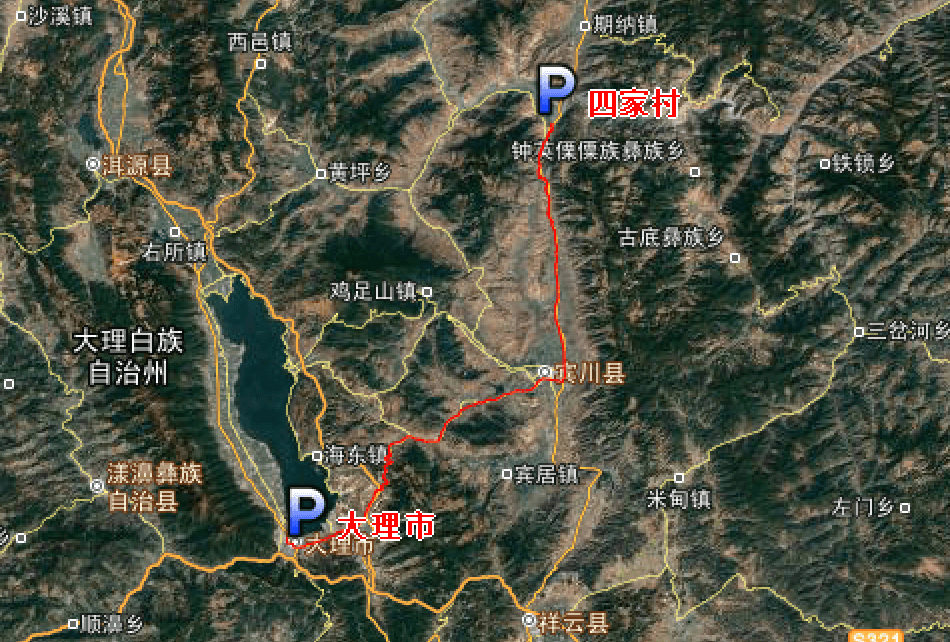 沙溪镇
期纳镇
西邑镇
P
四家村
钟英傈僳族彝族乡
洱源县
黄坪乡
铁锁乡
右所镇
古底彝族乡
鸡足山镇
大理白族
自治州
三岔河乡
宾川县
海东镇
漾濞彝族
自治县
宾居镇
米甸镇
左门乡
P
大理市
大理市
顺濞乡
祥云县
S321